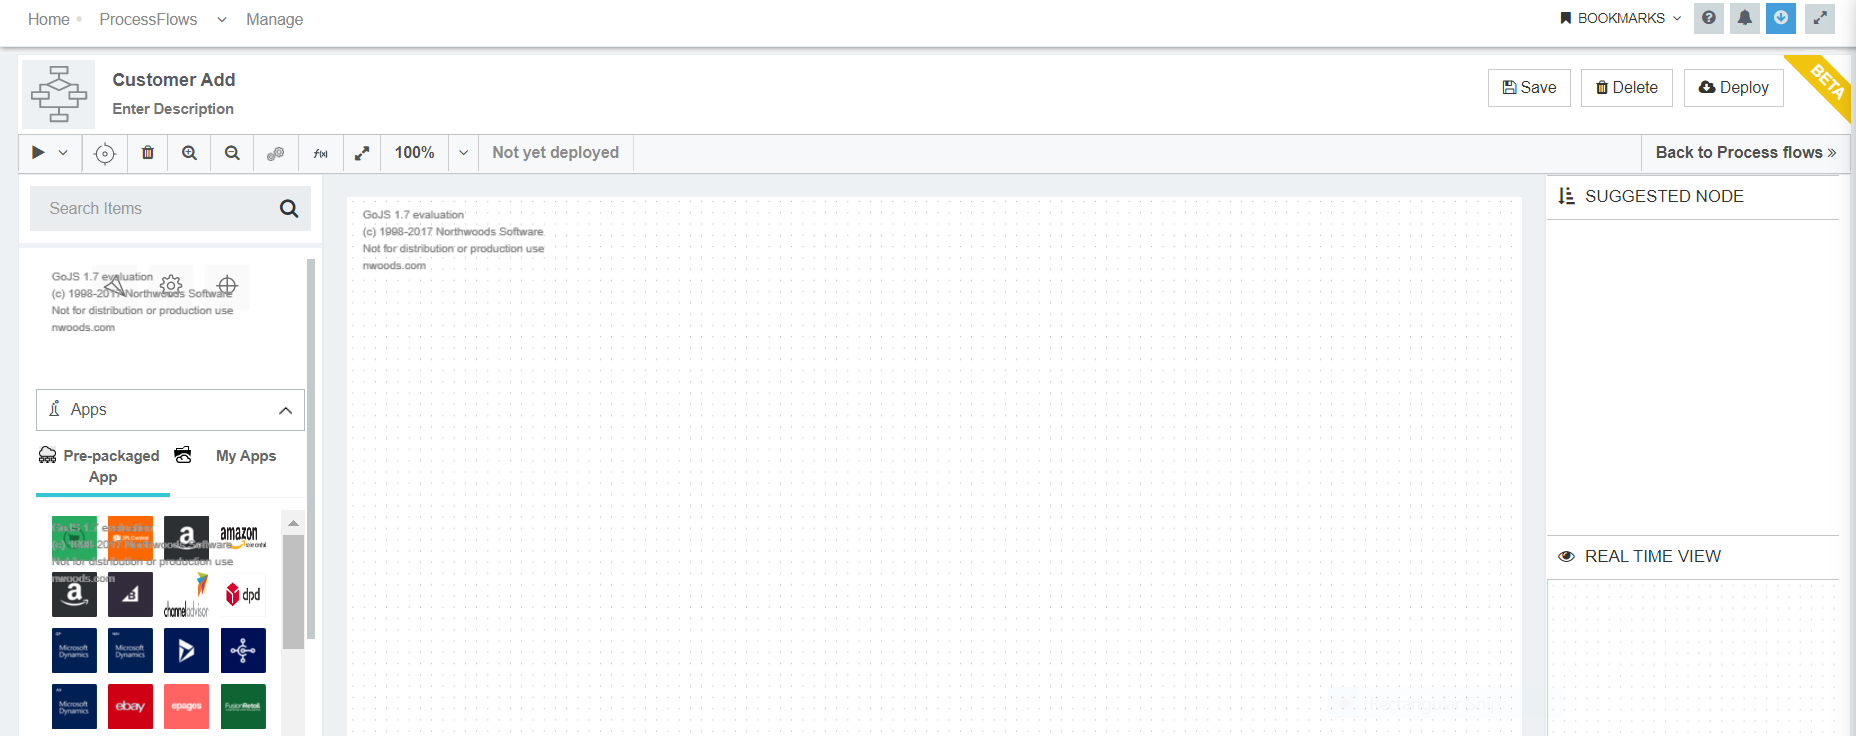 Home ProcessFlows Manage
BOOKMARKS
Customer Add
Enter Description
Save Delete Deploy
BETA
100% Not yet deployed
f(x)
Back to Process flows »
Search Items
GoJS 1.7 evaluation
(c) 1998-2017 Northwoods Software
Not for distribution or production use
nwoods.com
Apps
Pre-packaged App
My Apps
GoJS 1.7 evaluation
(c) 1998-2017 Northwoods Software
Not for distribution or production use
nwoods.com
amazon
channeladvisor
dpd
GP Microsoft Dynamics
NAV Microsoft Dynamics
AX Microsoft Dynamics
ebay
epages
FusionRetail
GoJS 1.7 evaluation
(c) 1998-2017 Northwoods Software
Not for distribution or production use
nwoods.com
SUGGESTED NODE
REAL TIME VIEW